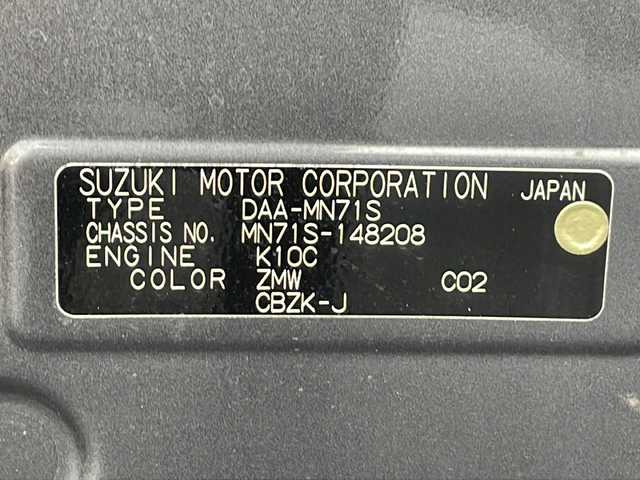 SUZUKI MOTOR CORPORATION JAPAN
TYPE DAA-MN71S
CHASSIS NO. MN71S-148208
ENGINE K10C
COLOR ZMW C02
CBZK-J